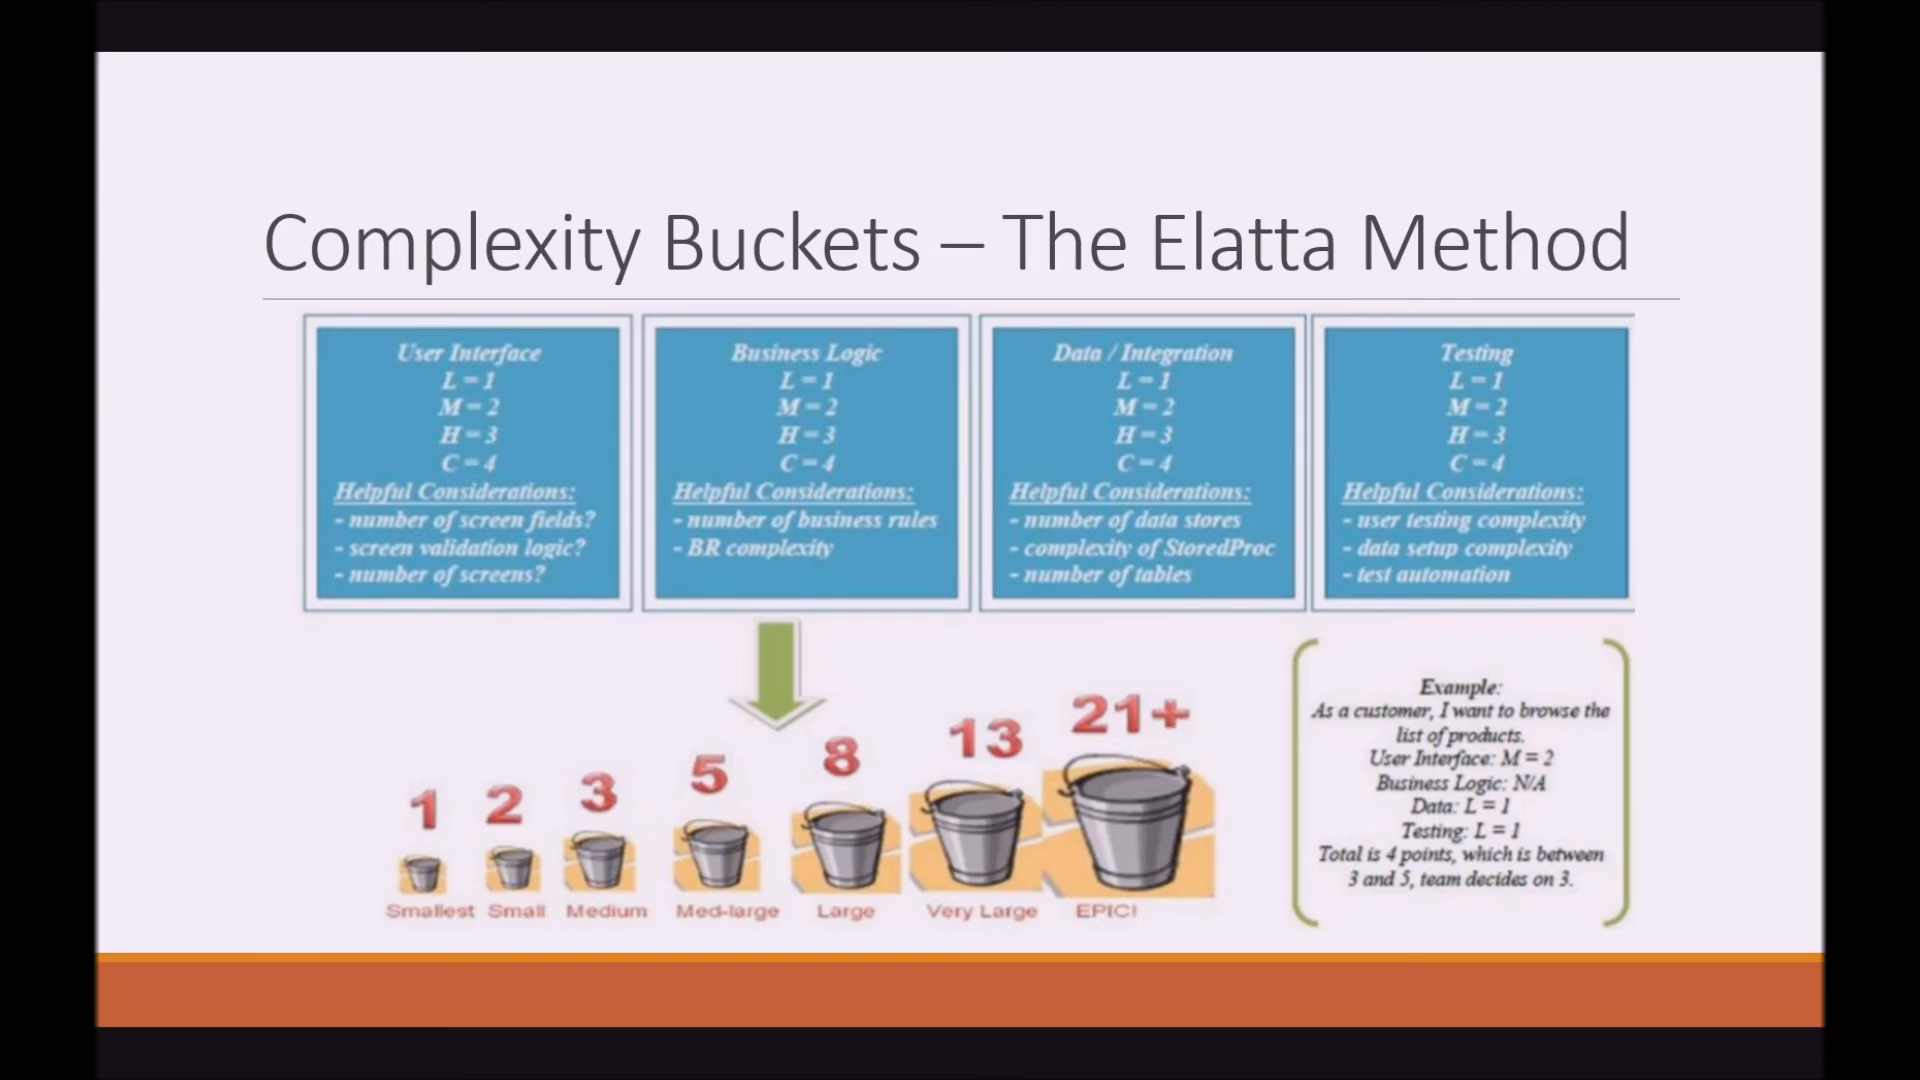 Complexity Buckets – The Elatta Method
User Interface
L = 1
M = 2
H = 3
C = 4
Helpful Considerations:
- number of screen fields?
- screen validation logic?
- number of screens?
Business Logic
L = 1
M = 2
H = 3
C = 4
Helpful Considerations:
- number of business rules
- BR complexity
Data / Integration
L = 1
M = 2
H = 3
C = 4
Helpful Considerations:
- number of data stores
- complexity of StoredProc
- number of tables
Testing
L = 1
M = 2
H = 3
C = 4
Helpful Considerations:
- user testing complexity
- data setup complexity
- test automation
1
2
3
5
8
13
21+
Smallest
Small
Medium
Med-large
Large
Very Large
EPIC!
Example:
As a customer, I want to browse the
list of products.
User Interface: M = 2
Business Logic: N/A
Data: L = 1
Testing: L = 1
Total is 4 points, which is between
3 and 5, team decides on 3.